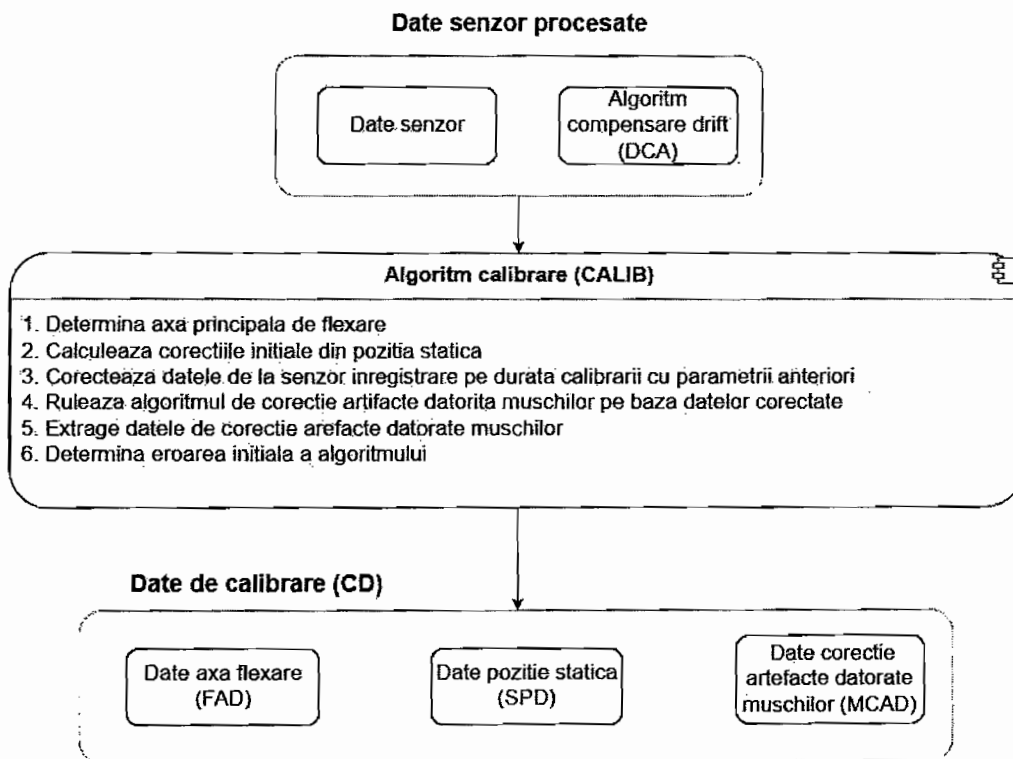 Date senzor procesate
Date senzor
Algoritm
compensare drift
(DCA)
Algoritm calibrare (CALIB)
1. Determina axa principala de flexare
2. Calculeaza corectiile initiale din pozitia statica
3. Corecteaza datele de la senzor inregistrare pe durata calibrarii cu parametrii anteriori
4. Ruleaza algoritmul de corectie artifacte datorita muschilor pe baza datelor corectate
5. Extrage datele de corectie arefacte datorate muschilor
6. Determina eroarea initiala a algoritmului
Date de calibrare (CD)
Date axa flexare
(FAD)
Date pozitie statica
(SPD)
Date corectie
artefacte datorate
muschilor (MCAD)